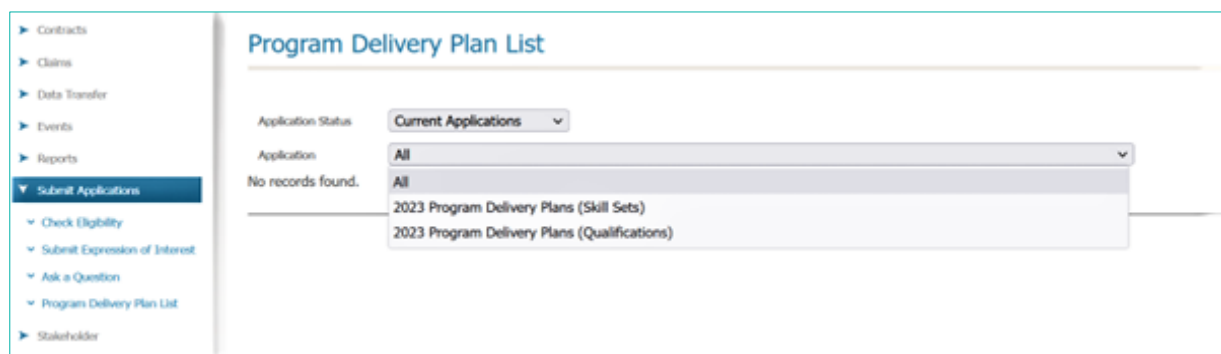 Contracts
Claims
Data Transfer
Events
Reports
Submit Applications
Check Eligibility
Submit Expression of Interest
Ask a Question
Program Delivery Plan List
Stakeholder
Program Delivery Plan List
Application Status Current Applications
Application All
No records found. All
2023 Program Delivery Plans (Skill Sets)
2023 Program Delivery Plans (Qualifications)